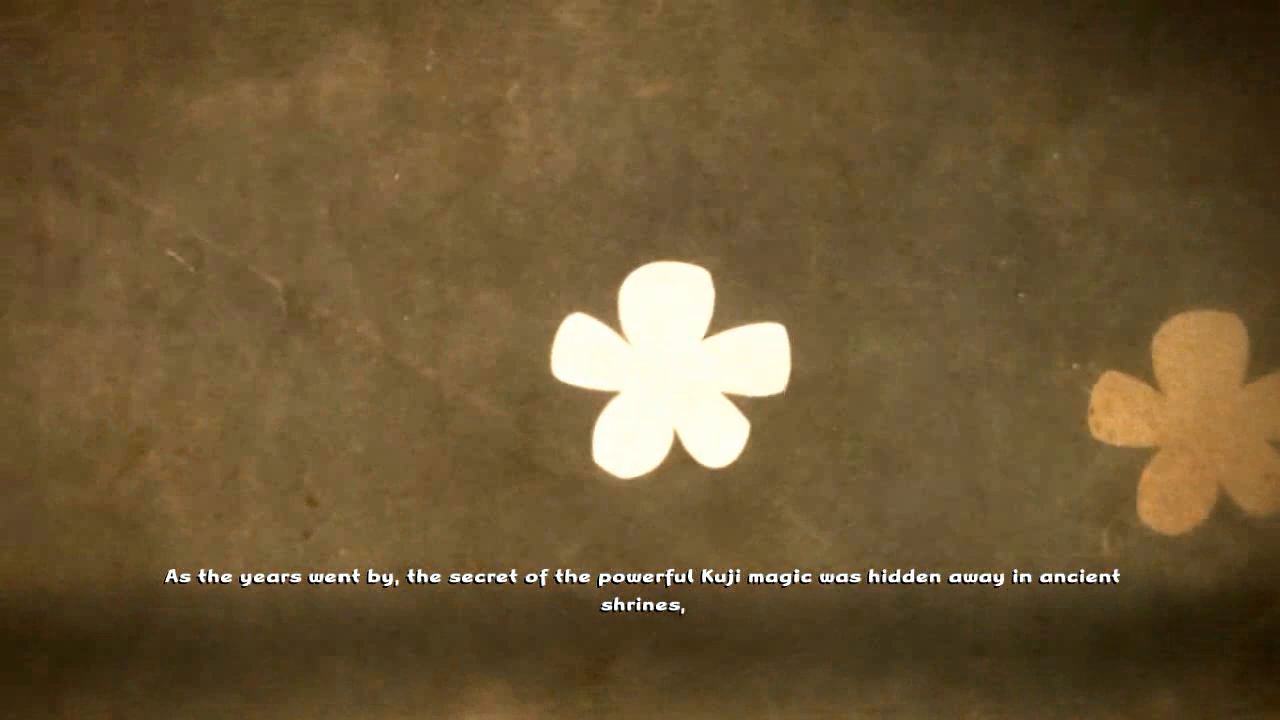 As the years went by, the secret of the powerful Kuji magic was hidden away in ancient
shrines,